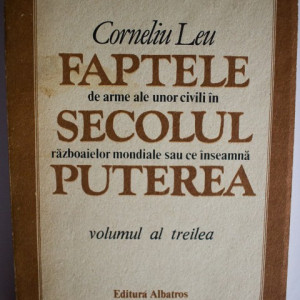 Corneliu Leu
FAPTELE
de arme ale unor civili în
SECOLUL
războaielor mondiale sau ce înseamnă
PUTEREA
volumul al treilea
Editura Albatros